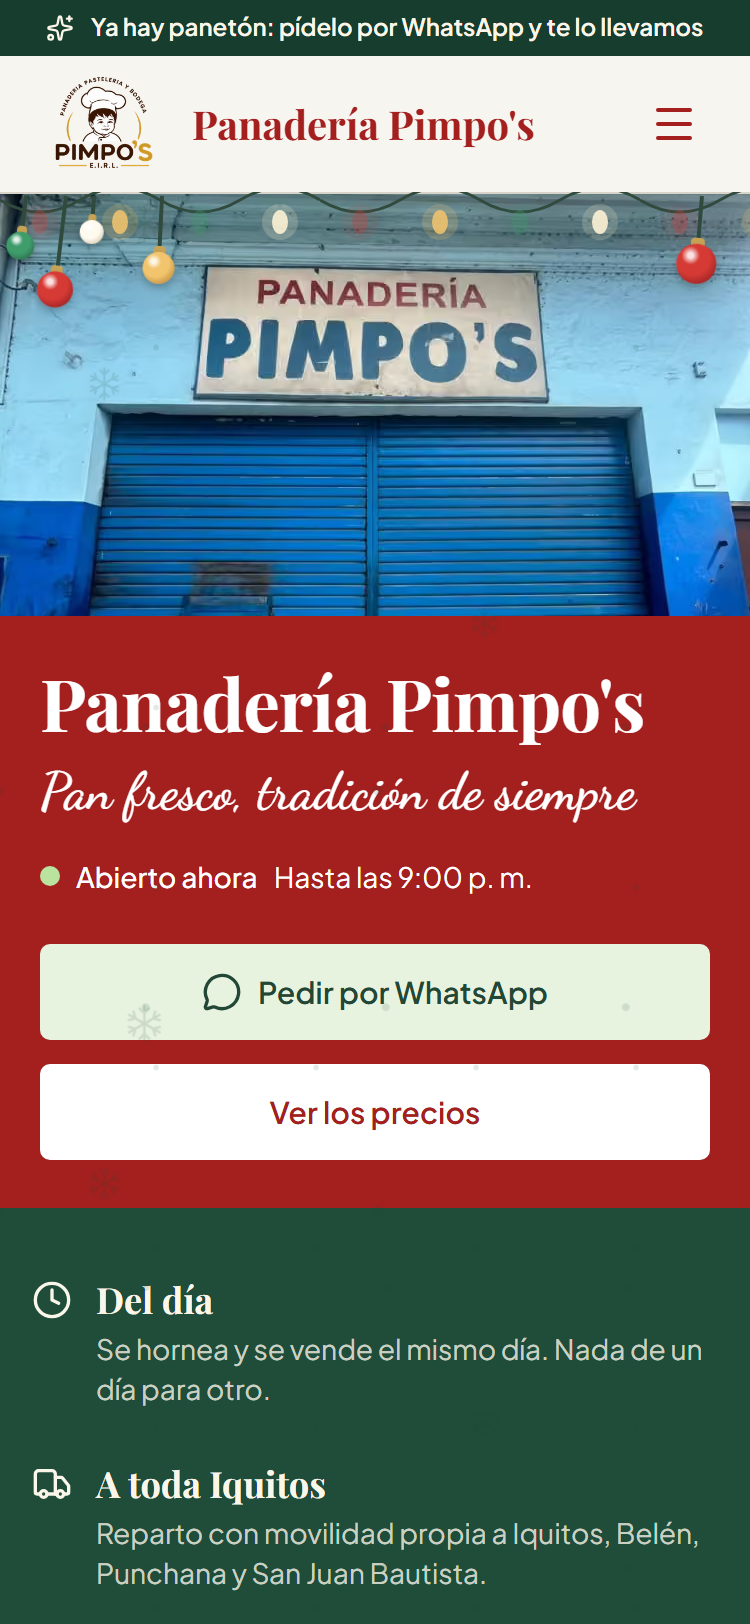 Ya hay panetón: pídelo por WhatsApp y te lo llevamos
PANADERÍA PASTELERÍA Y BODEGA
PIMPO'S
E.I.R.L.
Panadería Pimpo's
PANADERÍA
PIMPO'S
Panadería Pimpo's
Pan fresco, tradición de siempre
Abierto ahora Hasta las 9:00 p. m.
Pedir por WhatsApp
Ver los precios
Del día
Se hornea y se vende el mismo día. Nada de un
día para otro.
A toda Iquitos
Reparto con movilidad propia a Iquitos, Belén,
Punchana y San Juan Bautista.